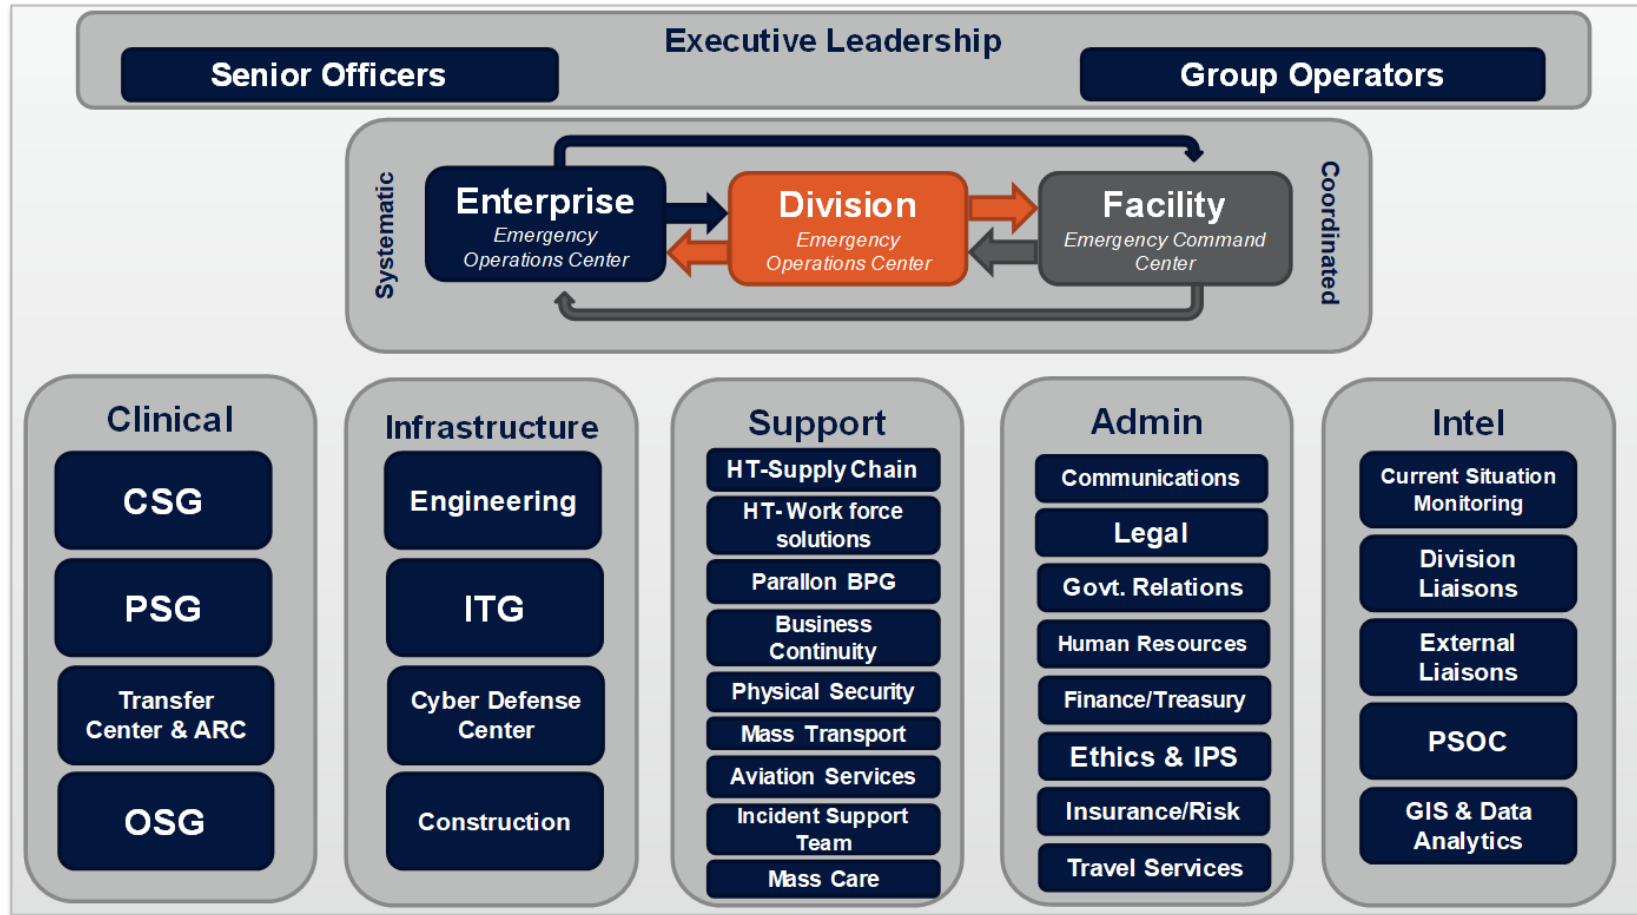 Executive Leadership
Senior Officers
Group Operators
Systematic
Enterprise
Emergency
Operations Center
Division
Emergency
Operations Center
Facility
Emergency Command
Center
Coordinated
Clinical
CSG
PSG
Transfer
Center & ARC
OSG
Infrastructure
Engineering
ITG
Cyber Defense
Center
Construction
Support
HT-Supply Chain
HT- Work force
solutions
Parallon BPG
Business
Continuity
Physical Security
Mass Transport
Aviation Services
Incident Support
Team
Mass Care
Admin
Communications
Legal
Govt. Relations
Human Resources
Finance/Treasury
Ethics & IPS
Insurance/Risk
Travel Services
Intel
Current Situation
Monitoring
Division
Liaisons
External
Liaisons
PSOC
GIS & Data
Analytics